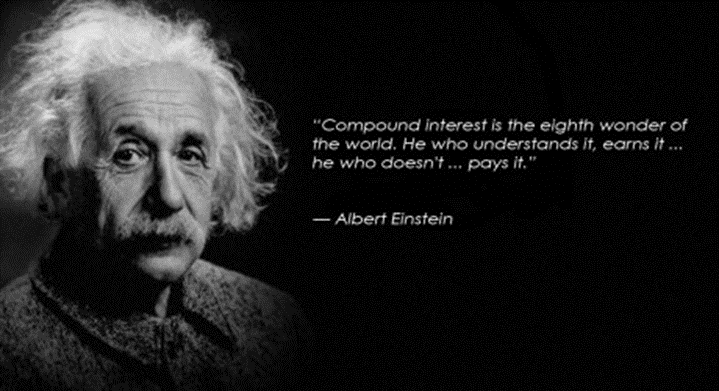 “Compound interest is the eighth wonder of
the world. He who understands it, earns it ...
he who doesn't ... pays it.”
— Albert Einstein